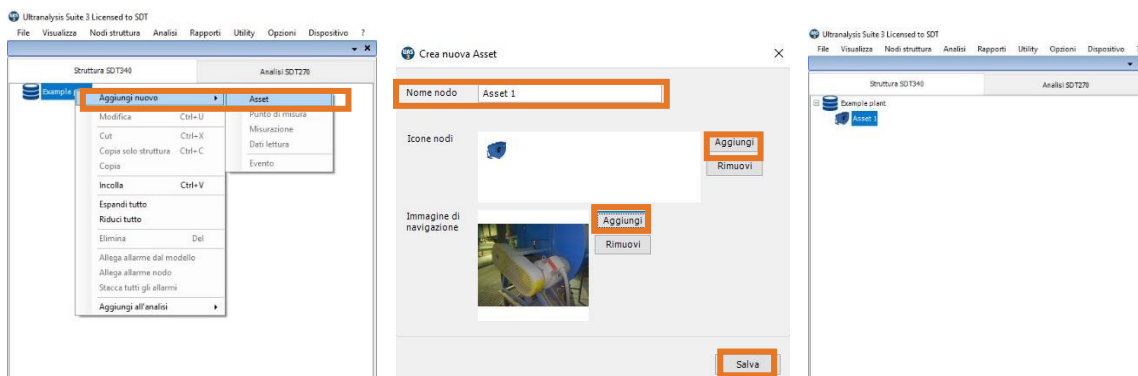 Ultranalysis Suite 3 Licensed to SDT
File Visualizza Nodi struttura Analisi Rapporti Utility Opzioni Dispositivo ?
Struttura SDT340 Analisi SDT270
Example
Aggiungi nuovo
Modifica Ctrl+U
Cut Ctrl+X
Copia solo struttura Ctrl+C
Copia
Incolla Ctrl+V
Espandi tutto
Riduci tutto
Elimina Del
Allega allarme dal modello
Allega allarme nodo
Stacca tutti gli allarmi
Aggiungi all'analisi
Asset
Punto di misura
Misurazione
Dati lettura
Evento
UAS Crea nuova Asset
Nome nodo Asset 1
Icone nodi
Aggiungi
Rimuovi
Immagine di
navigazione
Aggiungi
Rimuovi
Salva
Ultranalysis Suite 3 Licensed to SDT
File Visualizza Nodi struttura Analisi Rapporti Utility Opzioni Dispositivo
Struttura SDT340 Analisi SDT270
Example plant
Asset 1